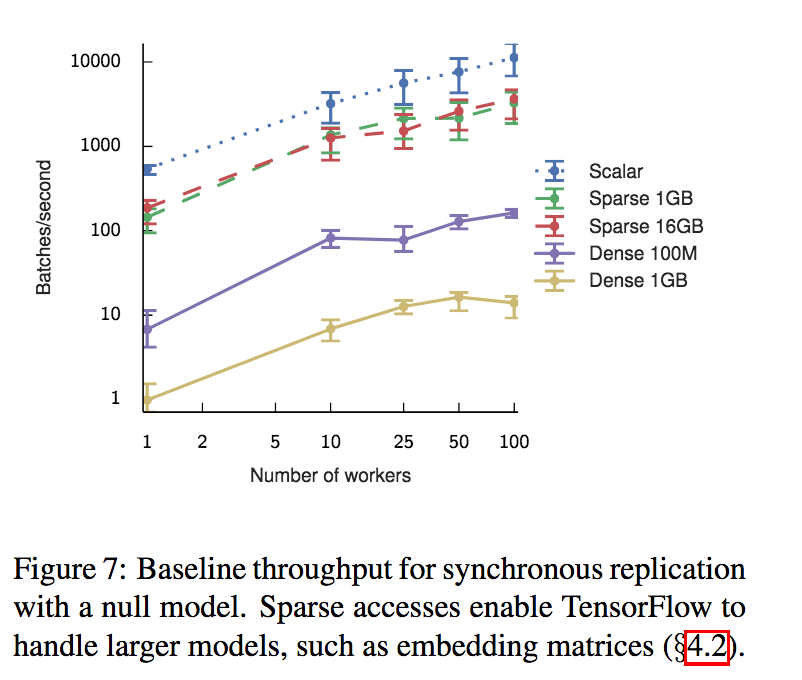 10000
1000
100
10
1
Batches/second
1 2 5 10 25 50 100
Number of workers
Scalar
Sparse 1GB
Sparse 16GB
Dense 100M
Dense 1GB
Figure 7: Baseline throughput for synchronous replication
with a null model. Sparse accesses enable TensorFlow to
handle larger models, such as embedding matrices (§4.2).